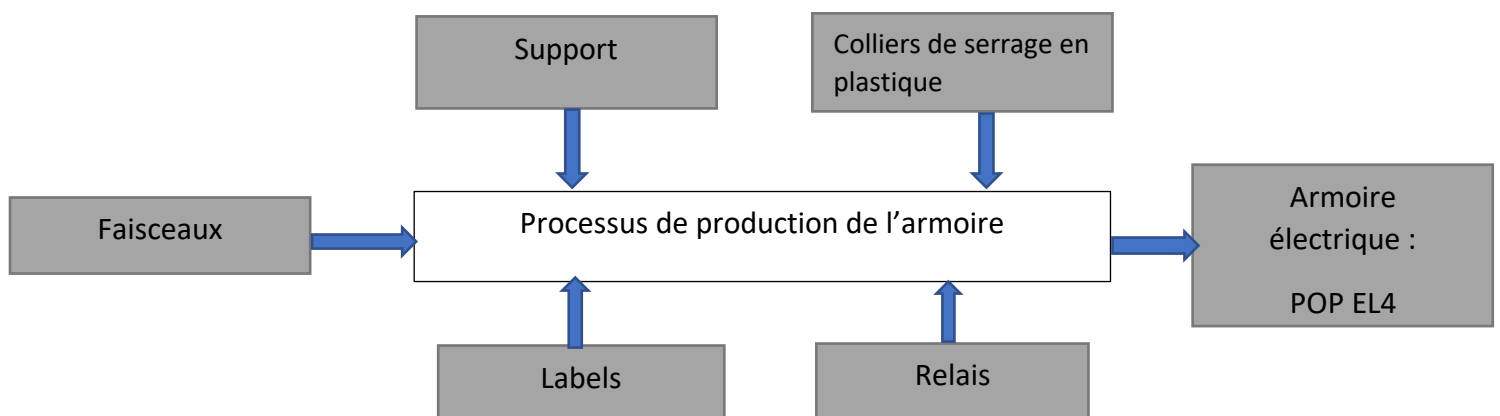 Support
Colliers de serrage en
plastique
Faisceaux
Processus de production de l’armoire
Armoire
électrique :
POP EL4
Labels
Relais